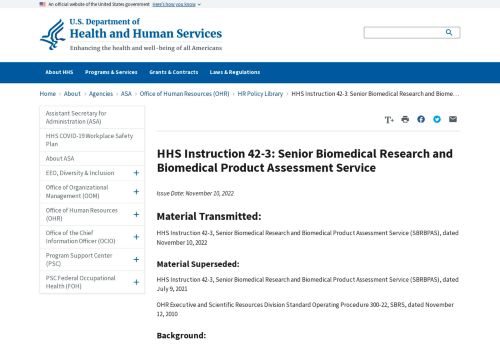 An official website of the United States government Here's how you know
U.S. Department of
Health and Human Services
Enhancing the health and well-being of all Americans
About HHS Programs & Services Grants & Contracts Laws & Regulations
Home About Agencies ASA Office of Human Resources (OHR) HR Policy Library HHS Instruction 42-3: Senior Biomedical Research and Biome…
Assistant Secretary for
Administration (ASA)
HHS COVID-19 Workplace Safety
Plan
About ASA
EEO, Diversity & Inclusion
Office of Organizational
Management (OOM)
Office of Human Resources
(OHR)
Office of the Chief
Information Officer (OCIO)
Program Support Center
(PSC)
PSC Federal Occupational
Health (FOH)
T+
HHS Instruction 42-3: Senior Biomedical Research and
Biomedical Product Assessment Service
Issue Date: November 10, 2022
Material Transmitted:
HHS Instruction 42-3, Senior Biomedical Research and Biomedical Product Assessment Service (SBRBPAS), dated
November 10, 2022
Material Superseded:
HHS Instruction 42-3, Senior Biomedical Research and Biomedical Product Assessment Service (SBRBPAS), dated
July 9, 2021
OHR Executive and Scientific Resources Division Standard Operating Procedure 300-22, SBRS, dated November
12, 2010
Background: